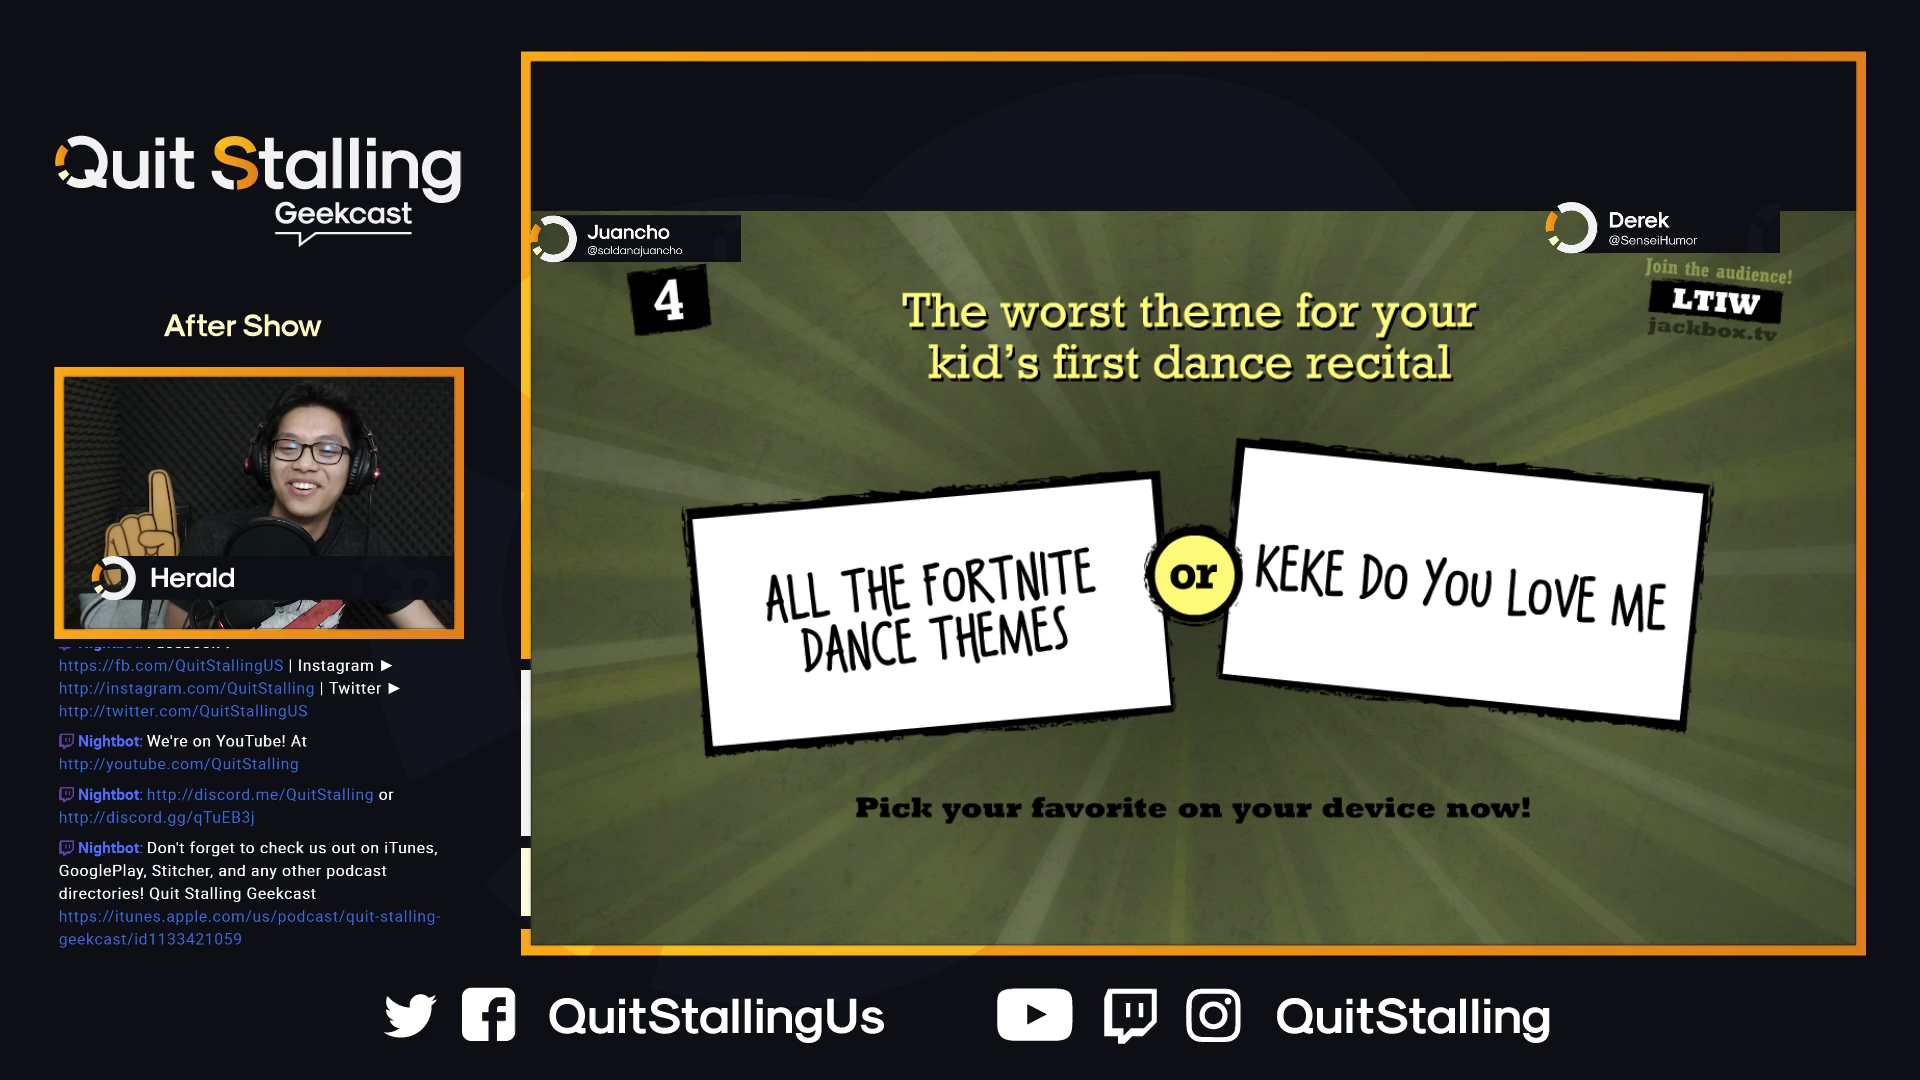 Quit Stalling
Geekcast
After Show
Herald
https://fb.com/QuitStallingUS | Instagram ►
http://instagram.com/QuitStalling | Twitter ►
http://twitter.com/QuitStallingUS
Nightbot: We're on YouTube! At
http://youtube.com/QuitStalling
Nightbot: http://discord.me/QuitStalling or
http://discord.gg/qTuEB3j
Nightbot: Don't forget to check us out on iTunes,
GooglePlay, Stitcher, and any other podcast
directories! Quit Stalling Geekcast
https://itunes.apple.com/us/podcast/quit-stalling-
geekcast/id1133421059
Juancho
@saldanajuancho
Derek
@SenseiHumor
4
Join the audience!
LTIW
jackbox.tv
The worst theme for your
kid's first dance recital
ALL THE FORTNITE
DANCE THEMES
or
KEKE DO YOU LOVE ME
Pick your favorite on your device now!
QuitStallingUs
QuitStalling